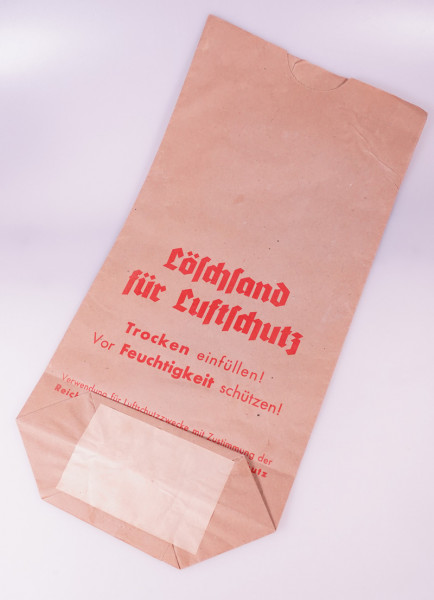 Löschsand
für Luftschutz
Trocken einfüllen!
Vor Feuchtigkeit schützen!
Verwendung für Luftschutzzwecke mit Zustimmung der
Reich
utz